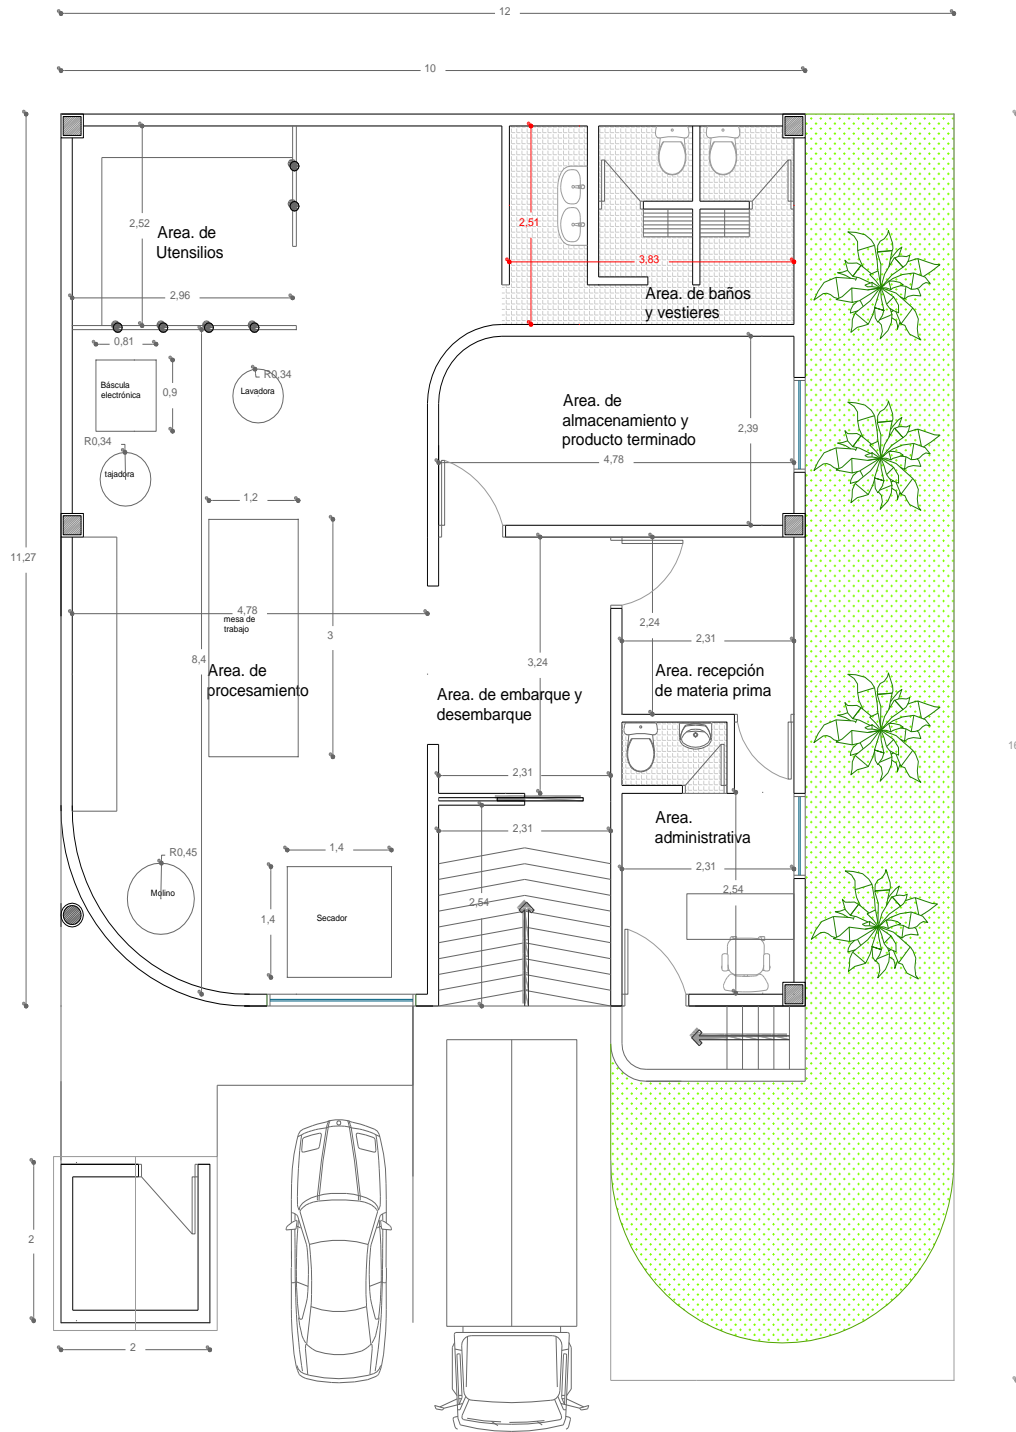 12
10
2,52
Area. de
Utensilios
2,96
2,51
3,83
Area. de baños
y vestieres
0,81
Báscula
electrónica
0,9
R0,34
Lavadora
R0,34
tajadora
Area. de
almacenamiento y
producto terminado
2,39
4,78
1,2
11,27
4,78
mesa de
trabajo
3
8,4
Area. de
procesamiento
2,24
2,31
3,24
Area. recepción
de materia prima
Area. de embarque y
desembarque
16
2,31
2,31
Area.
administrativa
2,31
2,54
R0,45
Molino
1,4
1,4
Secador
2,54
2
2